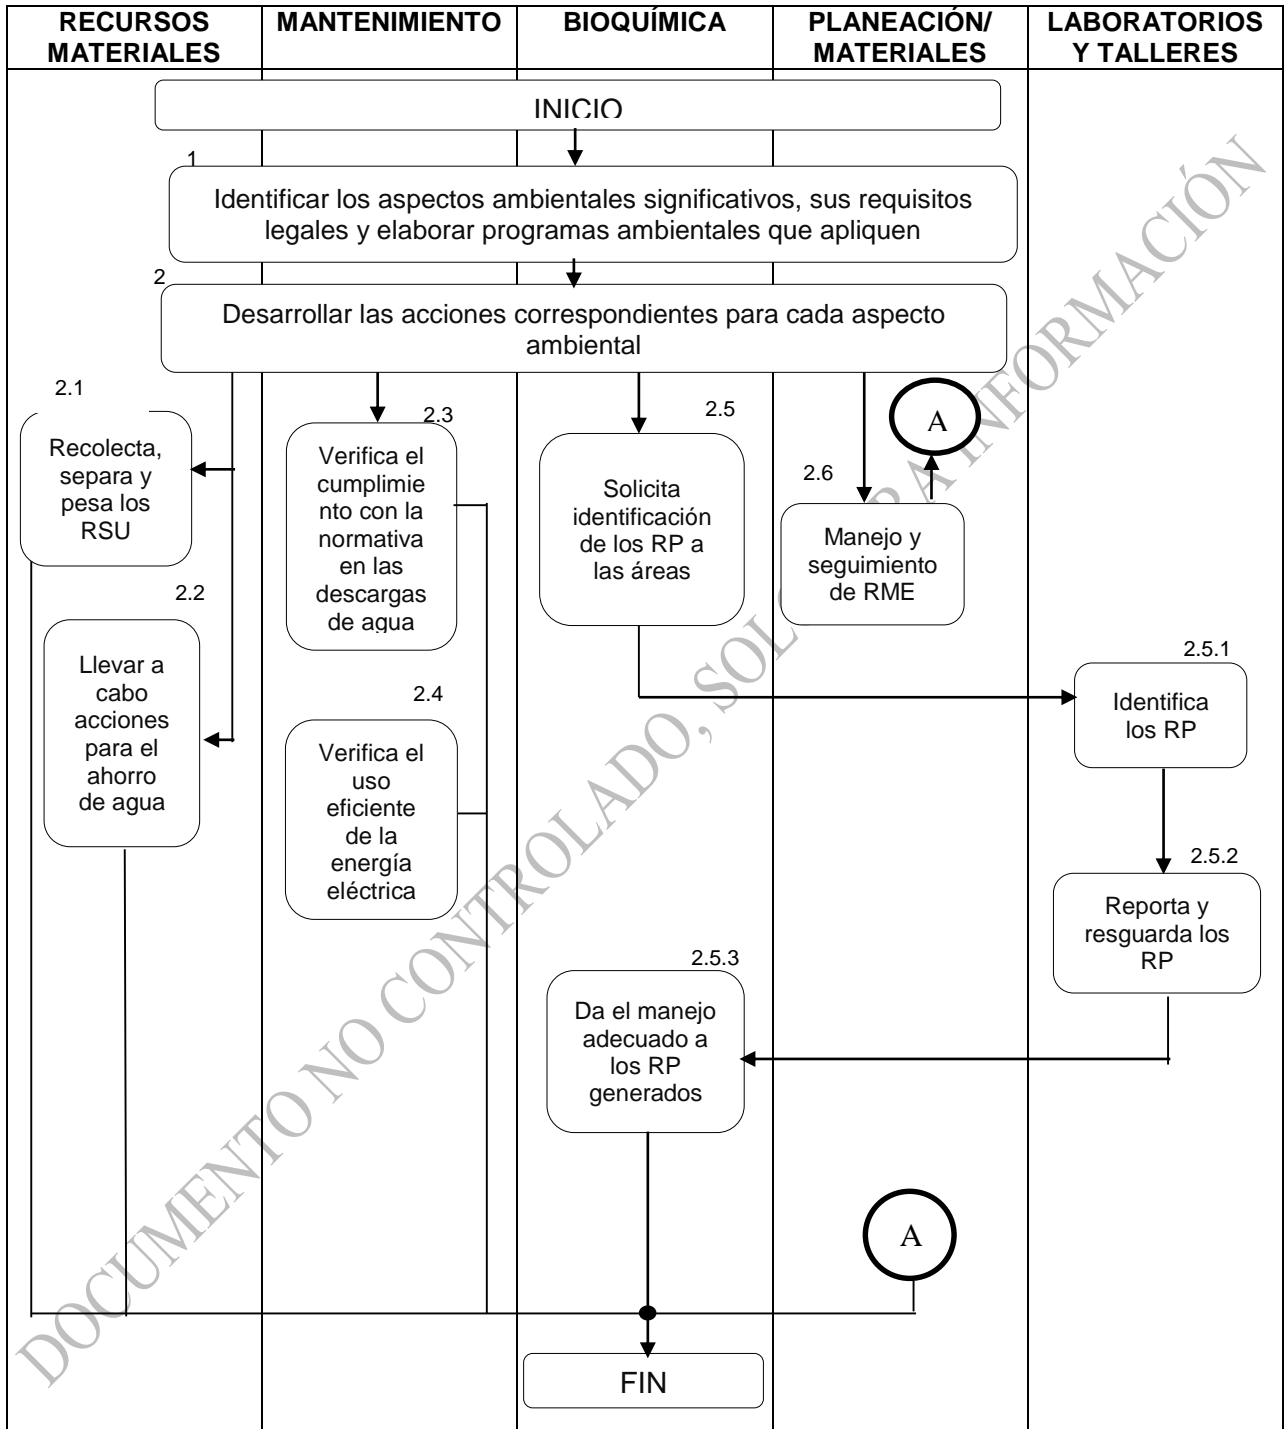 RECURSOS
MATERIALES
MANTENIMIENTO
BIOQUÍMICA
PLANEACIÓN/
MATERIALES
LABORATORIOS
Y TALLERES
INICIO
1
Identificar los aspectos ambientales significativos, sus requisitos
legales y elaborar programas ambientales que apliquen
2
Desarrollar las acciones correspondientes para cada aspecto
ambiental
2.1
Recolecta,
separa y
pesa los
RSU
2.2
Llevar a
cabo
acciones
para el
ahorro
de agua
2.3
Verifica el
cumplimie
nto con la
normativa
en las
descargas
de agua
2.4
Verifica el
uso
eficiente
de la
energía
eléctrica
2.5
Solicita
identificación
de los RP a
las áreas
A
2.6
Manejo y
seguimiento
de RME
2.5.1
Identifica
los RP
2.5.2
Reporta y
resguarda los
RP
2.5.3
Da el manejo
adecuado a
los RP
generados
A
FIN
DOCUMENTO NO CONTROLADO, SOL RA INFORMACIÓN